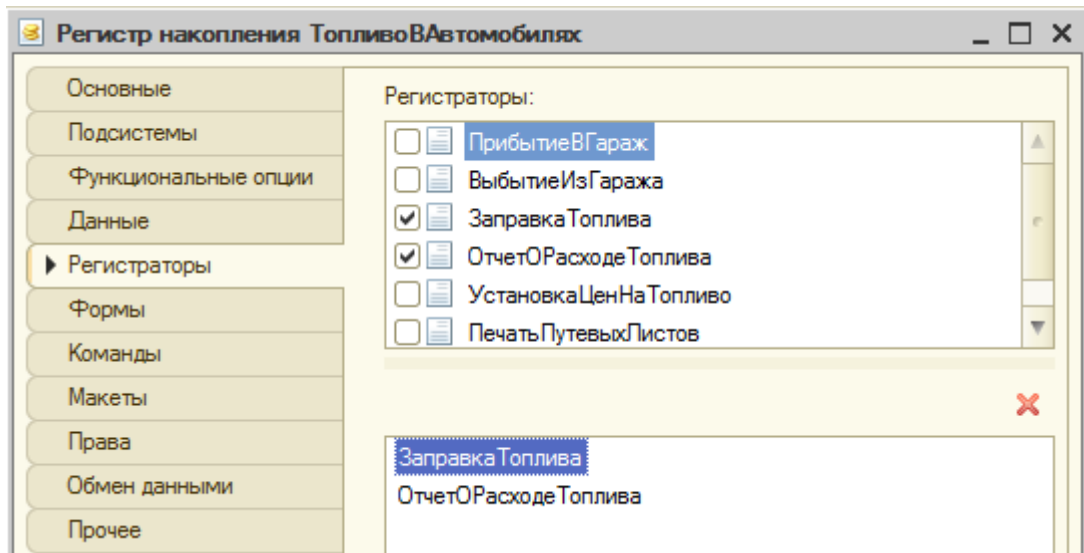 Регистр накопления ТопливоВАвтомобилях
Основные
Подсистемы
Функциональные опции
Данные
Регистраторы
Формы
Команды
Макеты
Права
Обмен данными
Прочее
Регистраторы:
ПрибытиеВГараж
ВыбытиеИзГаража
ЗаправкаТоплива
ОтчетОРасходеТоплива
УстановкаЦенНаТопливо
ПечатьПутевыхЛистов
ЗаправкаТоплива
ОтчетОРасходеТоплива